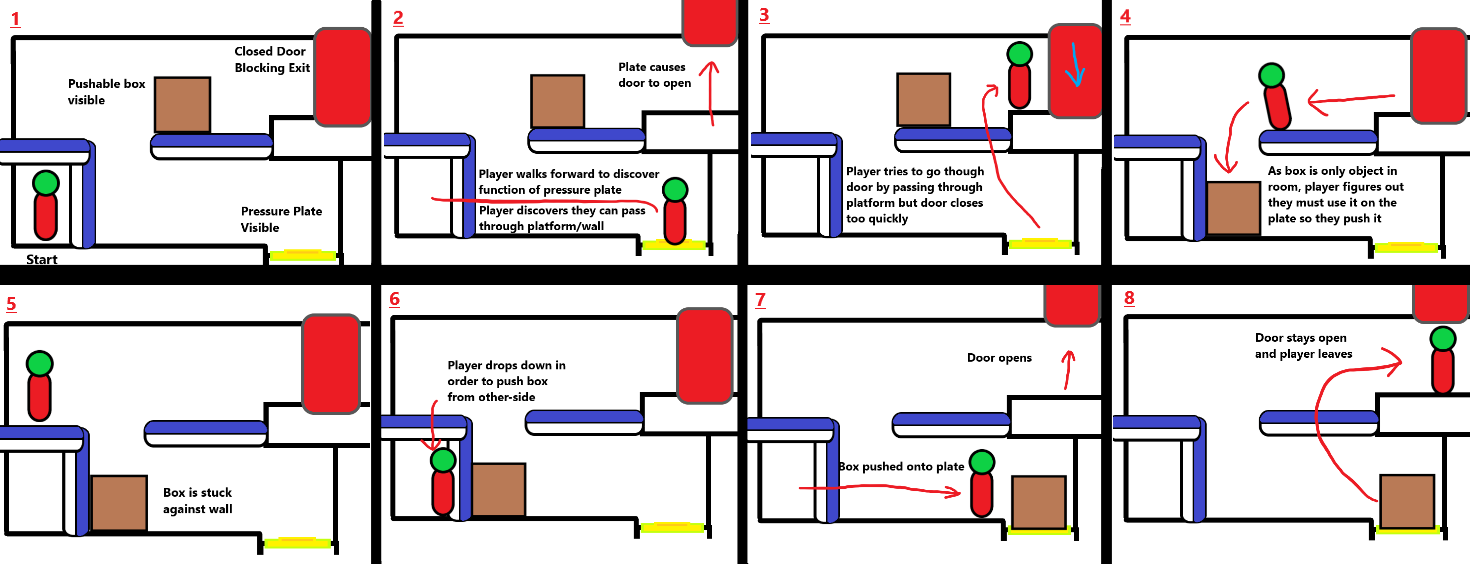 1
Closed Door
Blocking Exit
Pushable box
visible
Pressure Plate
Visible
Start
2
Plate causes
door to open
Player walks forward to discover
function of pressure plate
Player discovers they can pass
through platform/wall
3
Player tries to go though
door by passing through
platform but door closes
too quickly
4
As box is only object in
room, player figures out
they must use it on the
plate so they push it
5
Box is stuck
against wall
6
Player drops down in
order to push box
from other-side
7
Door opens
Box pushed onto plate
8
Door stays open
and player leaves